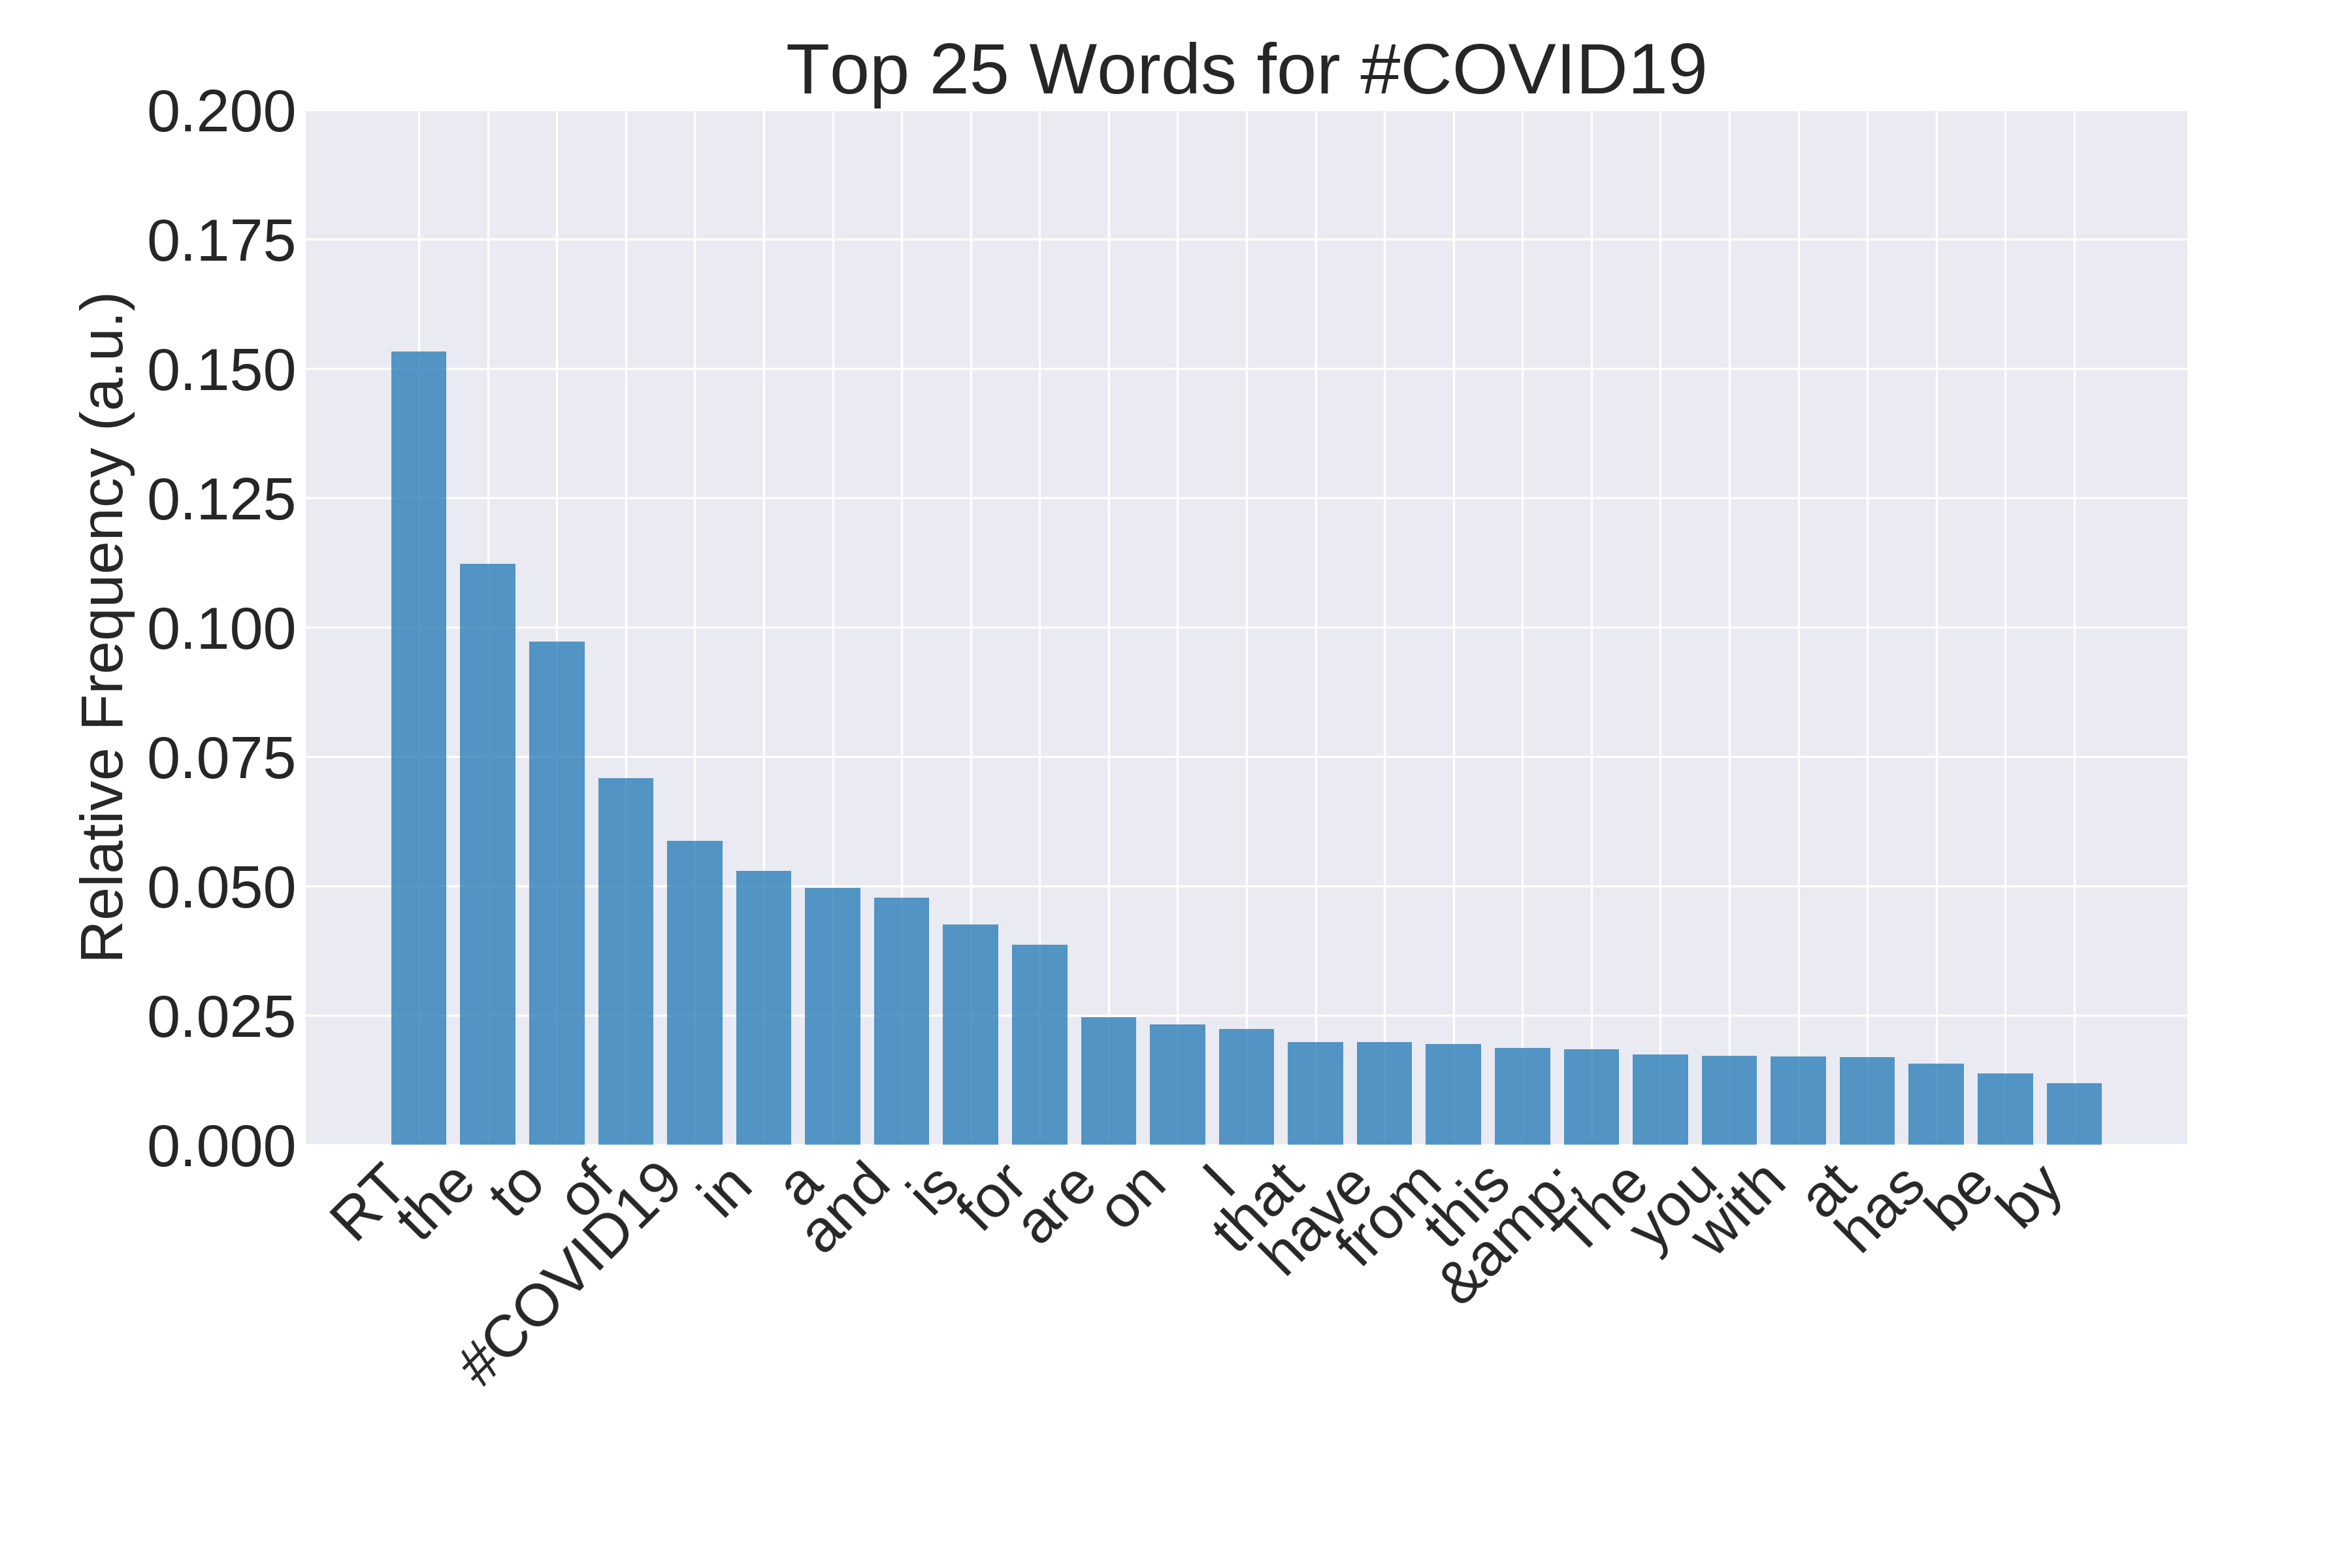 Top 25 Words for #COVID19
Relative Frequency (a.u.)
0.200
0.175
0.150
0.125
0.100
0.075
0.050
0.025
0.000
RT
the
to
of
#COVID19
in
a
and
is
for
are
on
I
that
have
from
this
&amp;
The
you
with
at
has
be
by